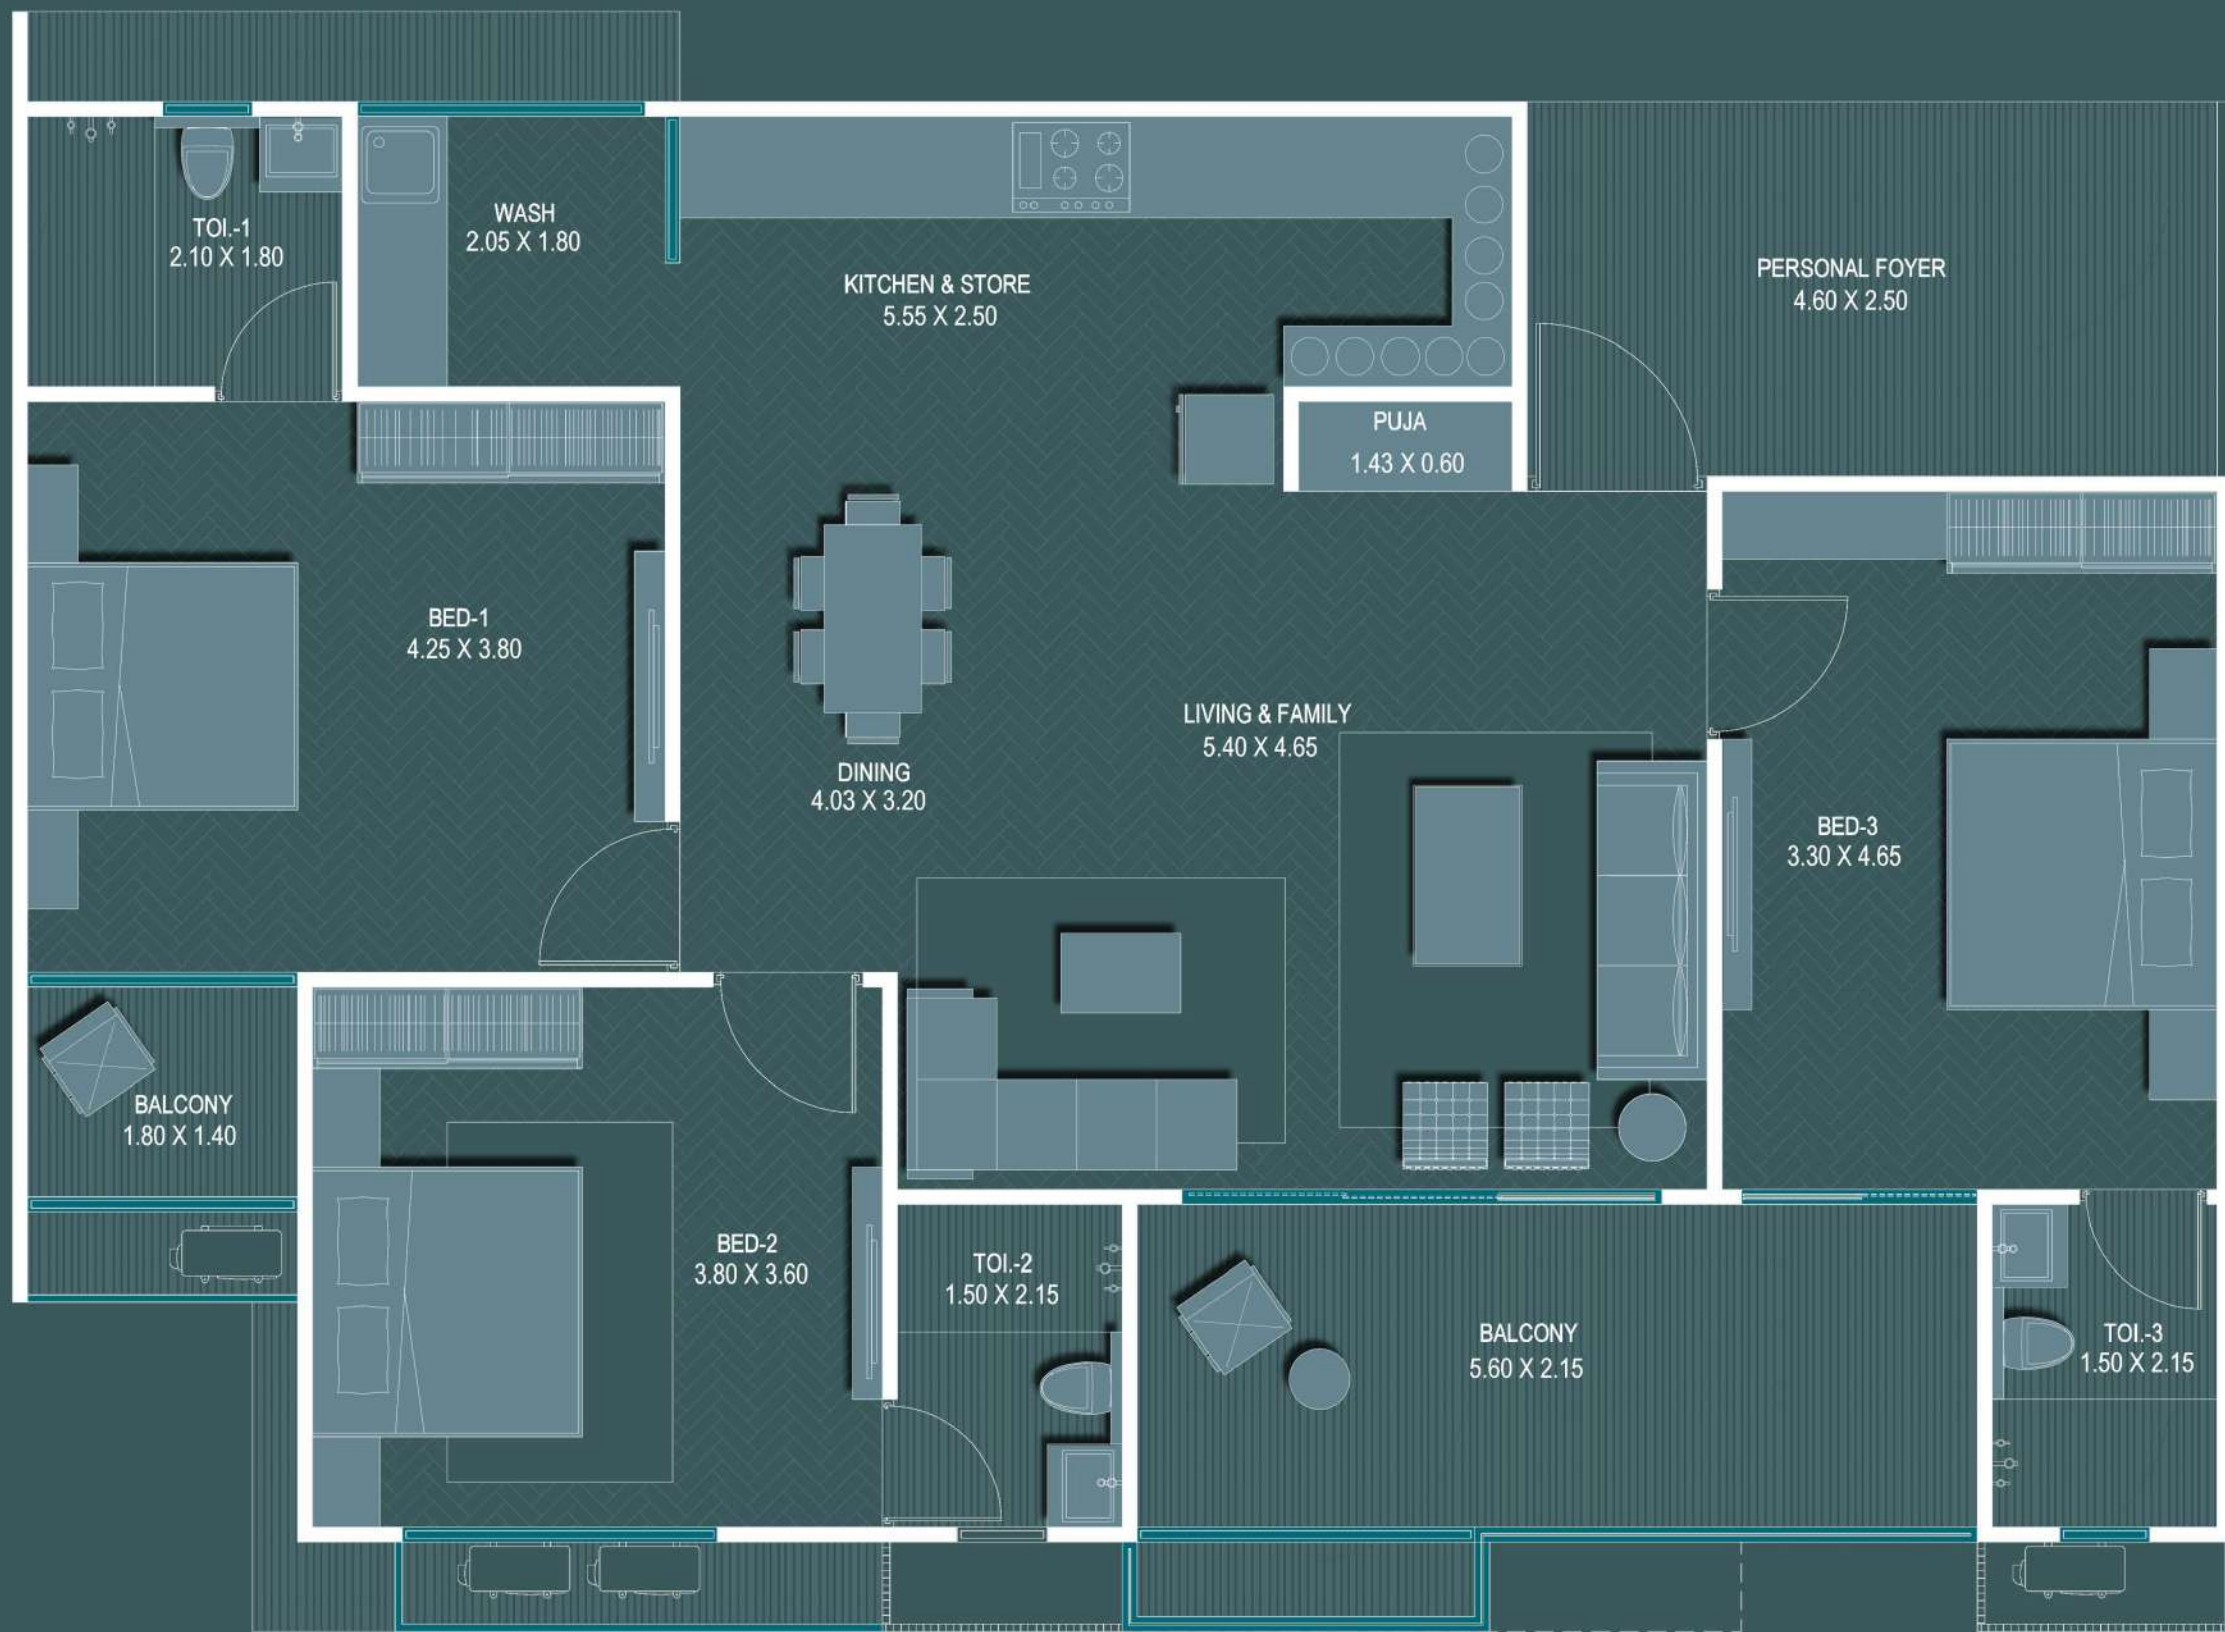 TOI.-1
2.10 X 1.80
WASH
2.05 X 1.80
KITCHEN & STORE
5.55 X 2.50
PERSONAL FOYER
4.60 X 2.50
PUJA
1.43 X 0.60
BED-1
4.25 X 3.80
DINING
4.03 X 3.20
LIVING & FAMILY
5.40 X 4.65
BED-3
3.30 X 4.65
BALCONY
1.80 X 1.40
BED-2
3.80 X 3.60
TOI.-2
1.50 X 2.15
BALCONY
5.60 X 2.15
TOI.-3
1.50 X 2.15